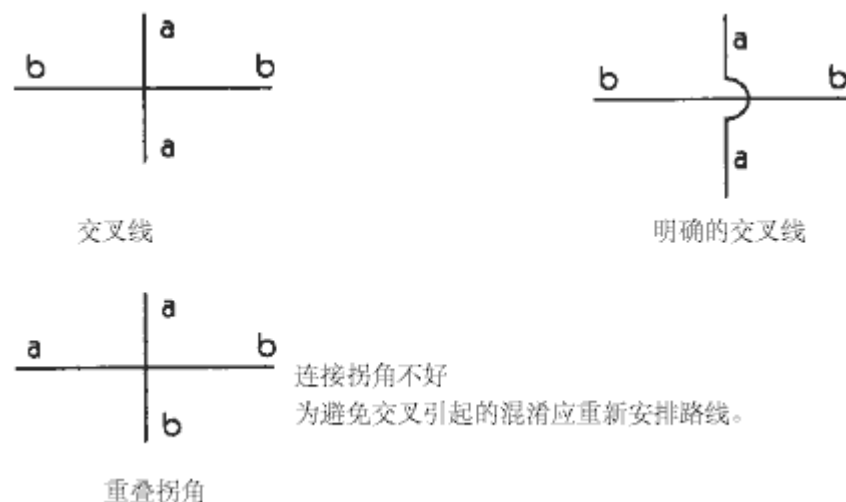 a
b b
a
交叉线
a
b b
a
明确的交叉线
a
a b
b
连接拐角不好
为避免交叉引起的混淆应重新安排路线。
重叠拐角